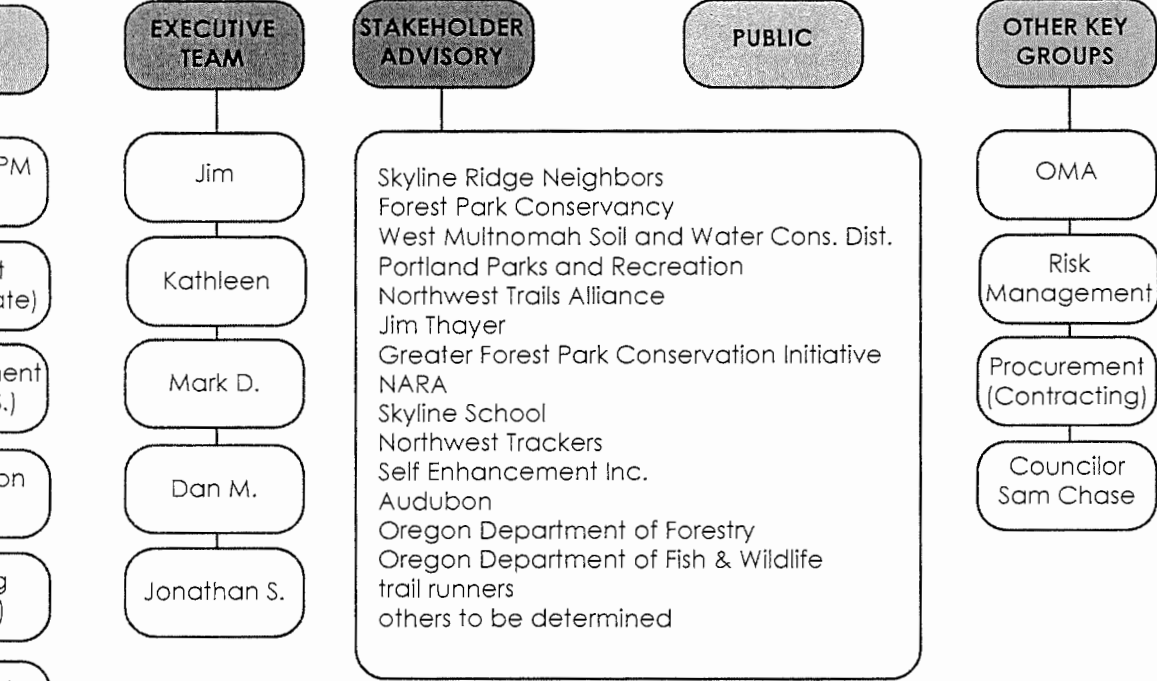 EXECUTIVE
TEAM
Jim
Kathleen
Mark D.
Dan M.
Jonathan S.
STAKEHOLDER
ADVISORY
Skyline Ridge Neighbors
Forest Park Conservancy
West Multnomah Soil and Water Cons. Dist.
Portland Parks and Recreation
Northwest Trails Alliance
Jim Thayer
Greater Forest Park Conservation Initiative
NARA
Skyline School
Northwest Trackers
Self Enhancement Inc.
Audubon
Oregon Department of Forestry
Oregon Department of Fish & Wildlife
trail runners
others to be determined
PUBLIC
OTHER KEY
GROUPS
OMA
Risk
Management
Procurement
(Contracting)
Councilor
Sam Chase